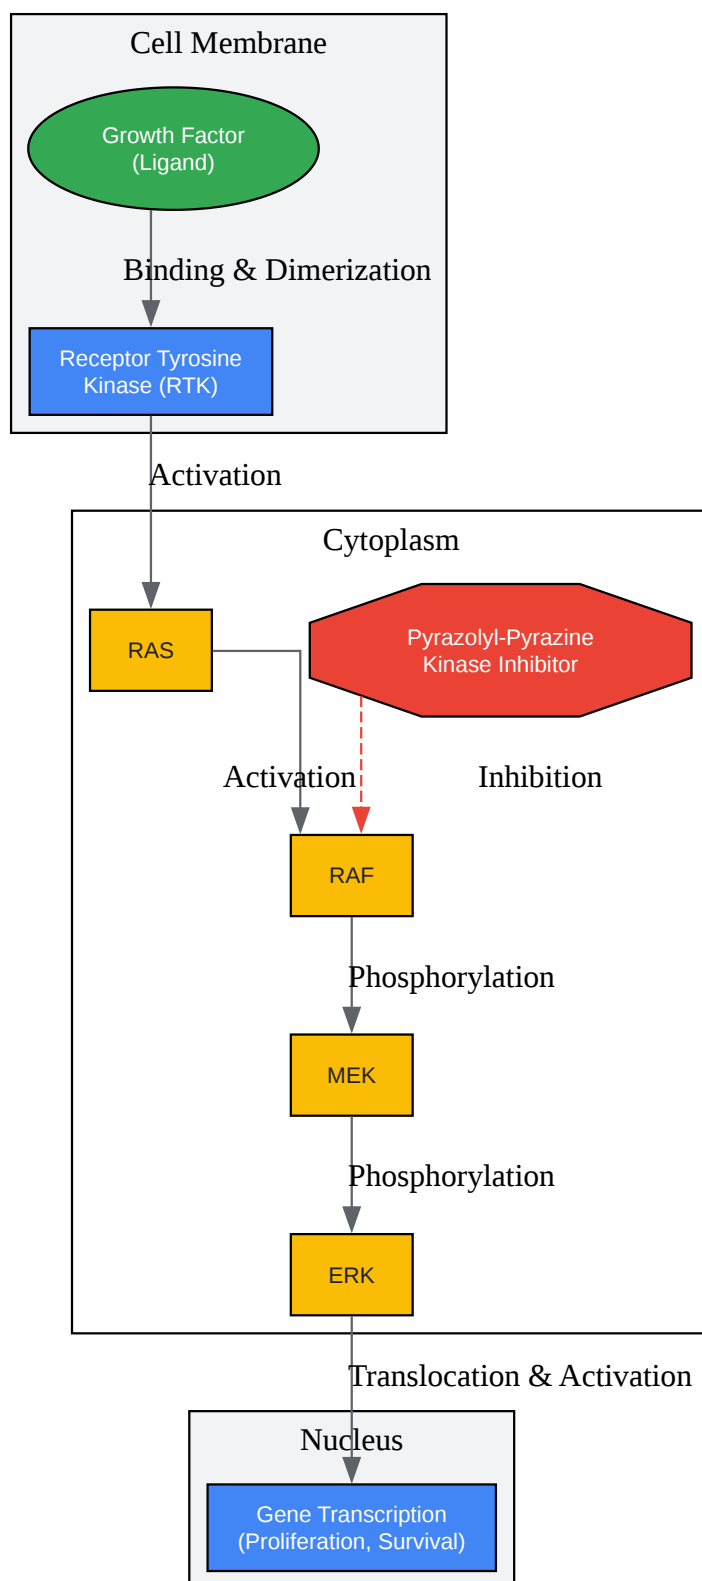 Cell Membrane
Growth Factor
(Ligand)
Binding & Dimerization
Receptor Tyrosine
Kinase (RTK)
Activation
Cytoplasm
RAS
Pyrazolyl-Pyrazine
Kinase Inhibitor
Activation
Inhibition
RAF
Phosphorylation
MEK
Phosphorylation
ERK
Translocation & Activation
Nucleus
Gene Transcription
(Proliferation, Survival)